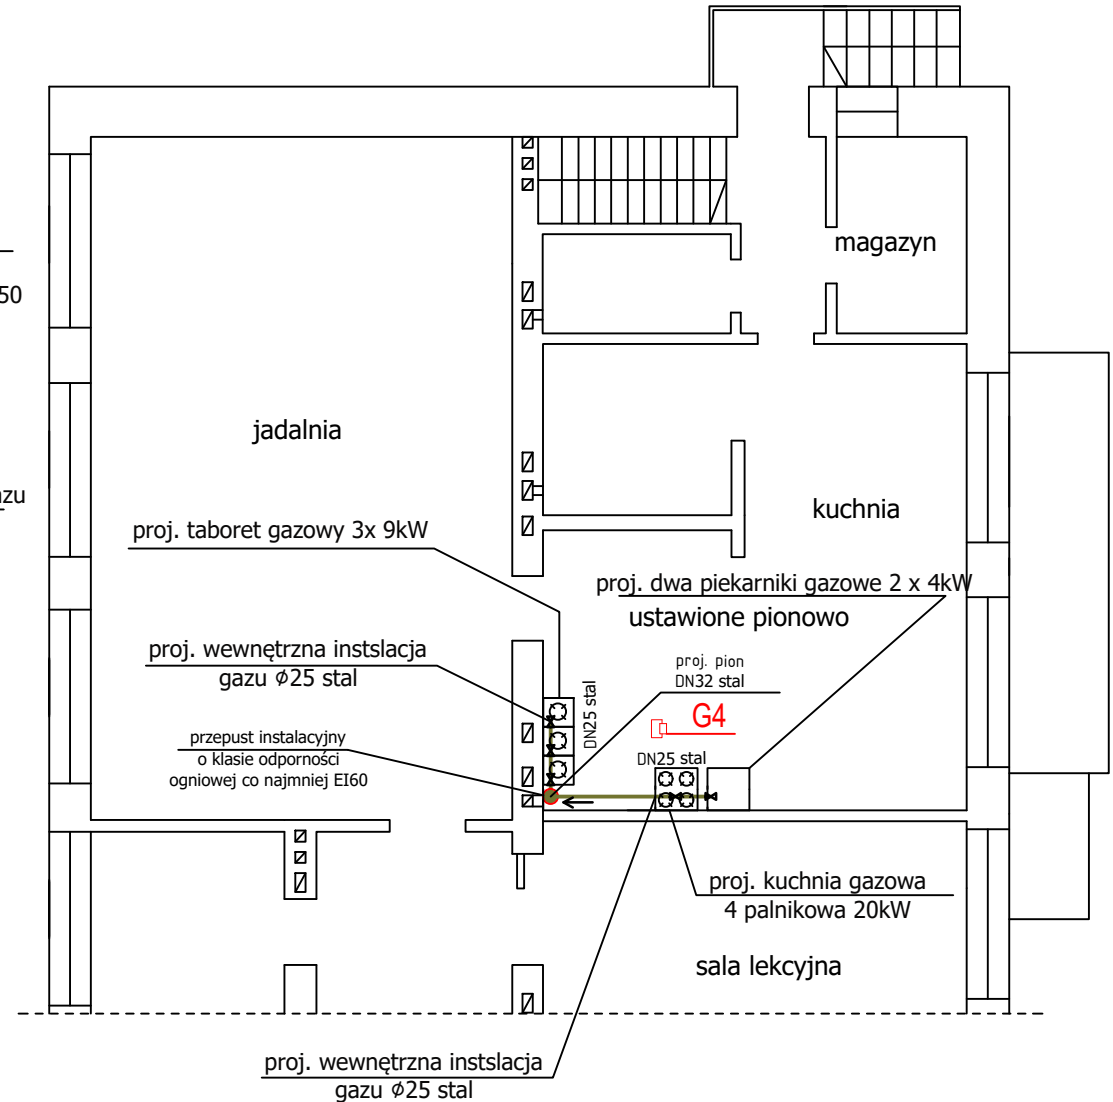 magazyn
50
jadalnia
azu
kuchnia
proj. taboret gazowy 3x 9kW
proj. dwa piekarniki gazowe 2 x 4kW
ustawione pionowo
proj. wewnętrzna instslacja
gazu ϕ25 stal
proj. pion
DN32 stal
DN25 stal
G4
przepust instalacyjny
o klasie odporności
ogniowej co najmniej EI60
DN25 stal
proj. kuchnia gazowa
4 palnikowa 20kW
sala lekcyjna
proj. wewnętrzna instslacja
gazu ϕ25 stal